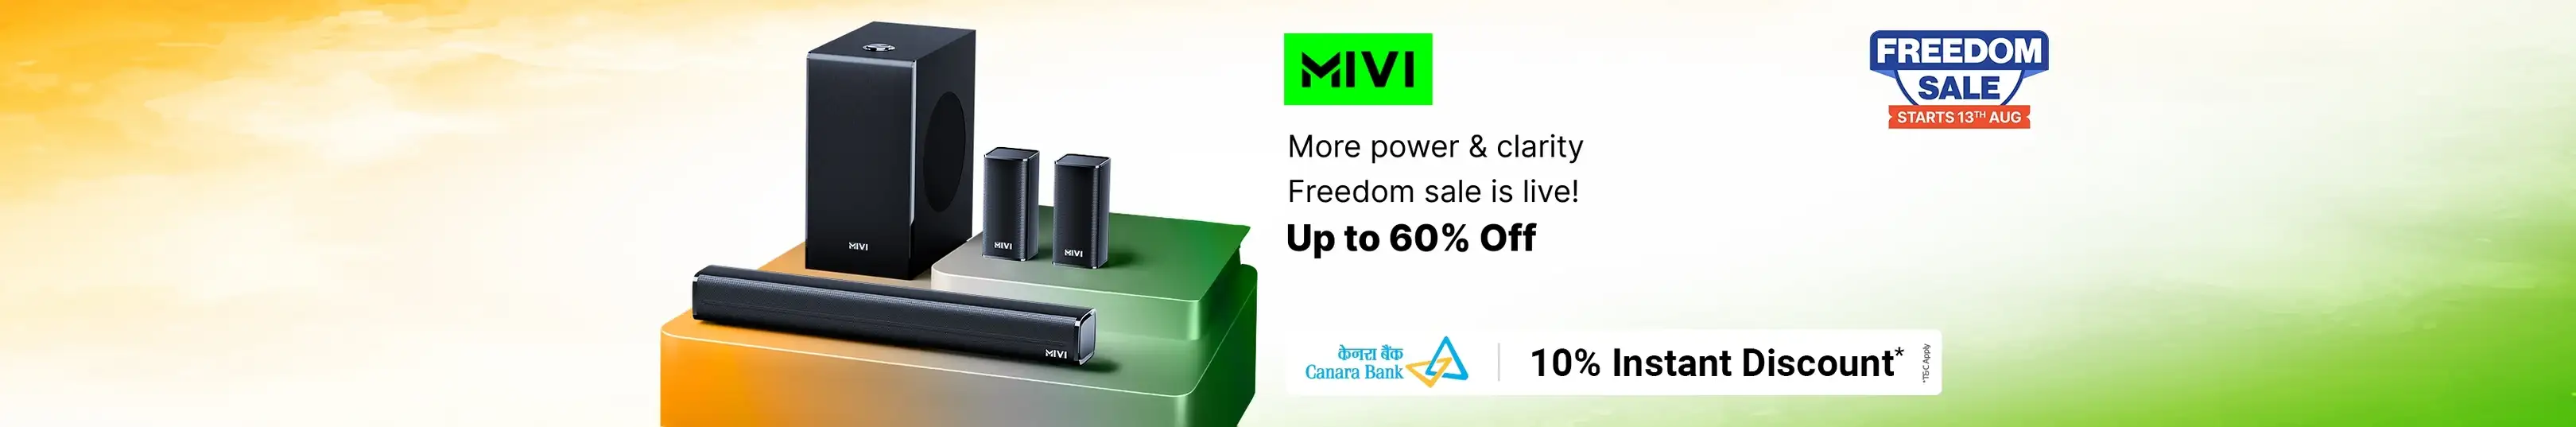 MIVI
More power & clarity
Freedom sale is live!
Up to 60% Off
केनरा बैंक
Canara Bank
10% Instant Discount*
*T&C Apply
FREEDOM
SALE
STARTS 13TH AUG
MIVI
MIVI
MIVI
MIVI